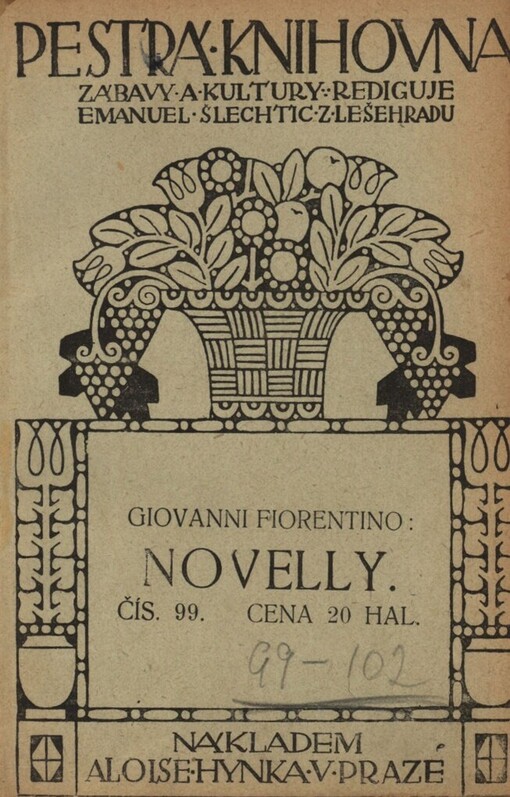 PESTRÁ·KNIHOVNA
ZÁBAVY·A·KULTURY:·REDIGUJE
EMANUEL·ŠLECHTIC·Z·LEŠEHRADU
GIOVANNI FIORENTINO:
NOVELLY.
ČÍS. 99. CENA 20 HAL.
99-102
NÁKLADEM
ALOISE·HYNKA·V·PRAZE